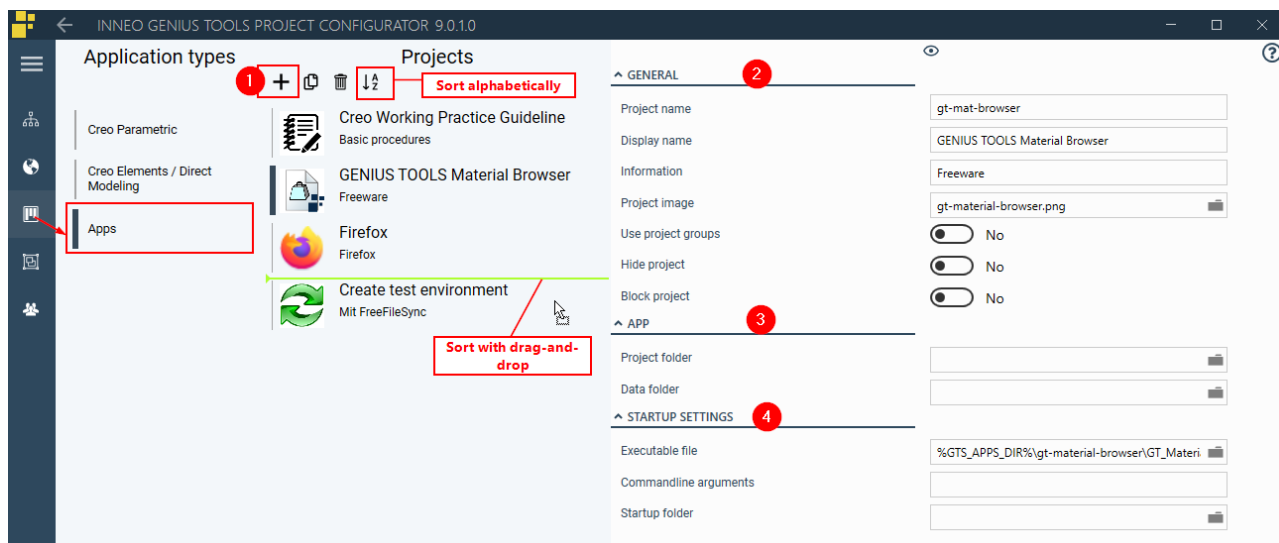 INNEO GENIUS TOOLS PROJECT CONFIGURATOR 9.0.1.0
Application types
Creo Parametric
Creo Elements / Direct
Modeling
Apps
Projects
1
Sort alphabetically
Creo Working Practice Guideline
Basic procedures
GENIUS TOOLS Material Browser
Freeware
Firefox
Firefox
Create test environment
Mit FreeFileSync
Sort with drag-and-
drop
GENERAL 2
Project name gt-mat-browser
Display name GENIUS TOOLS Material Browser
Information Freeware
Project image gt-material-browser.png
Use project groups No
Hide project No
Block project No
APP 3
Project folder
Data folder
STARTUP SETTINGS 4
Executable file %GTS_APPS_DIR%\gt-material-browser\GT_Materi
Commandline arguments
Startup folder